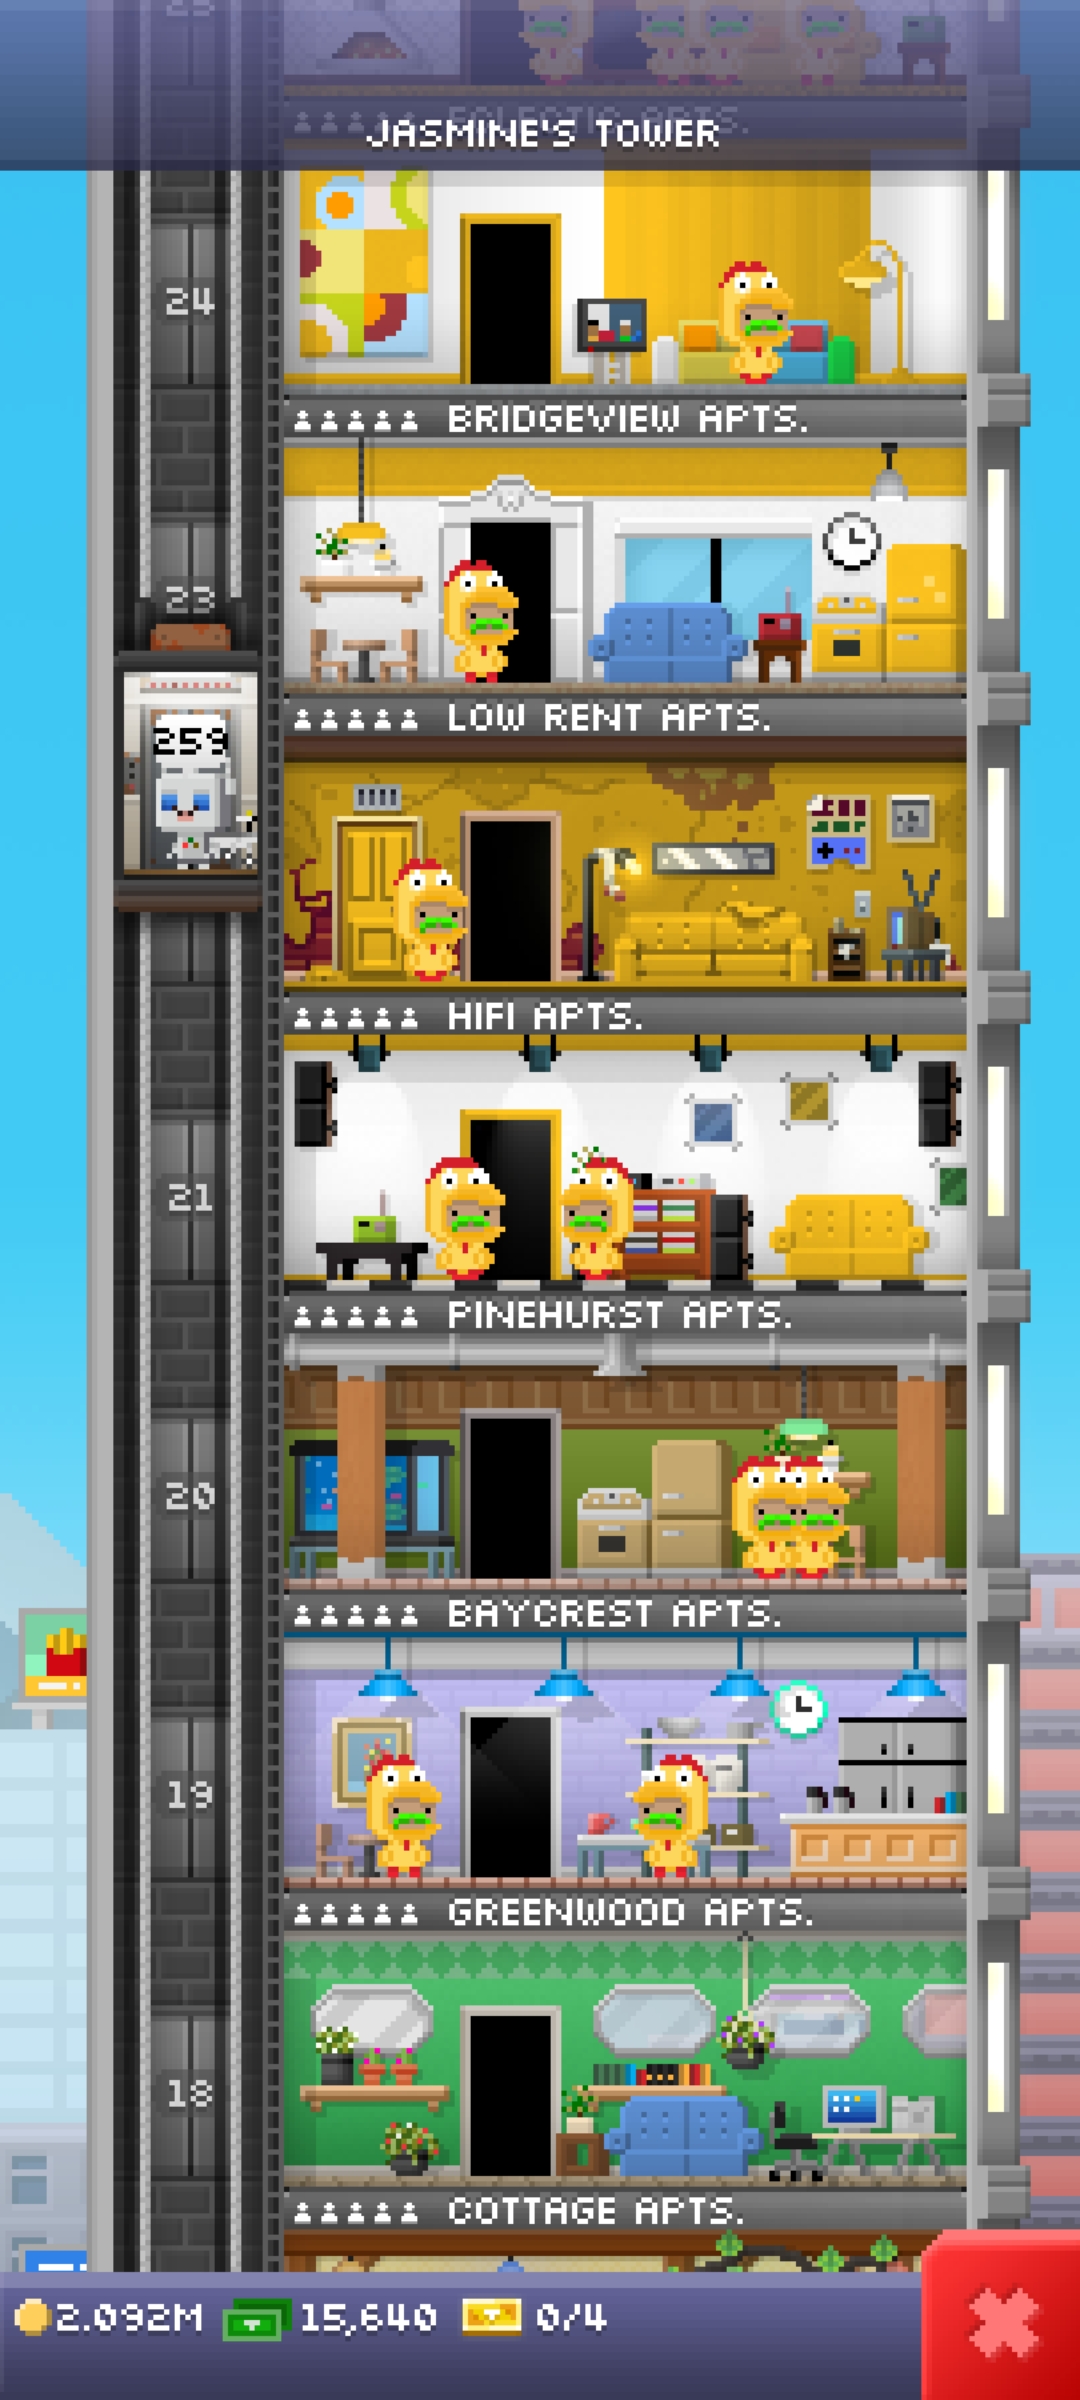 JASMINE'S TOWER
24
BRIDGEVIEW APTS.
23
LOW RENT APTS.
259
HIFI APTS.
21
PINEHURST APTS.
20
BAYCREST APTS.
19
GREENWOOD APTS.
18
COTTAGE APTS.
2.092M 15,640 0/4